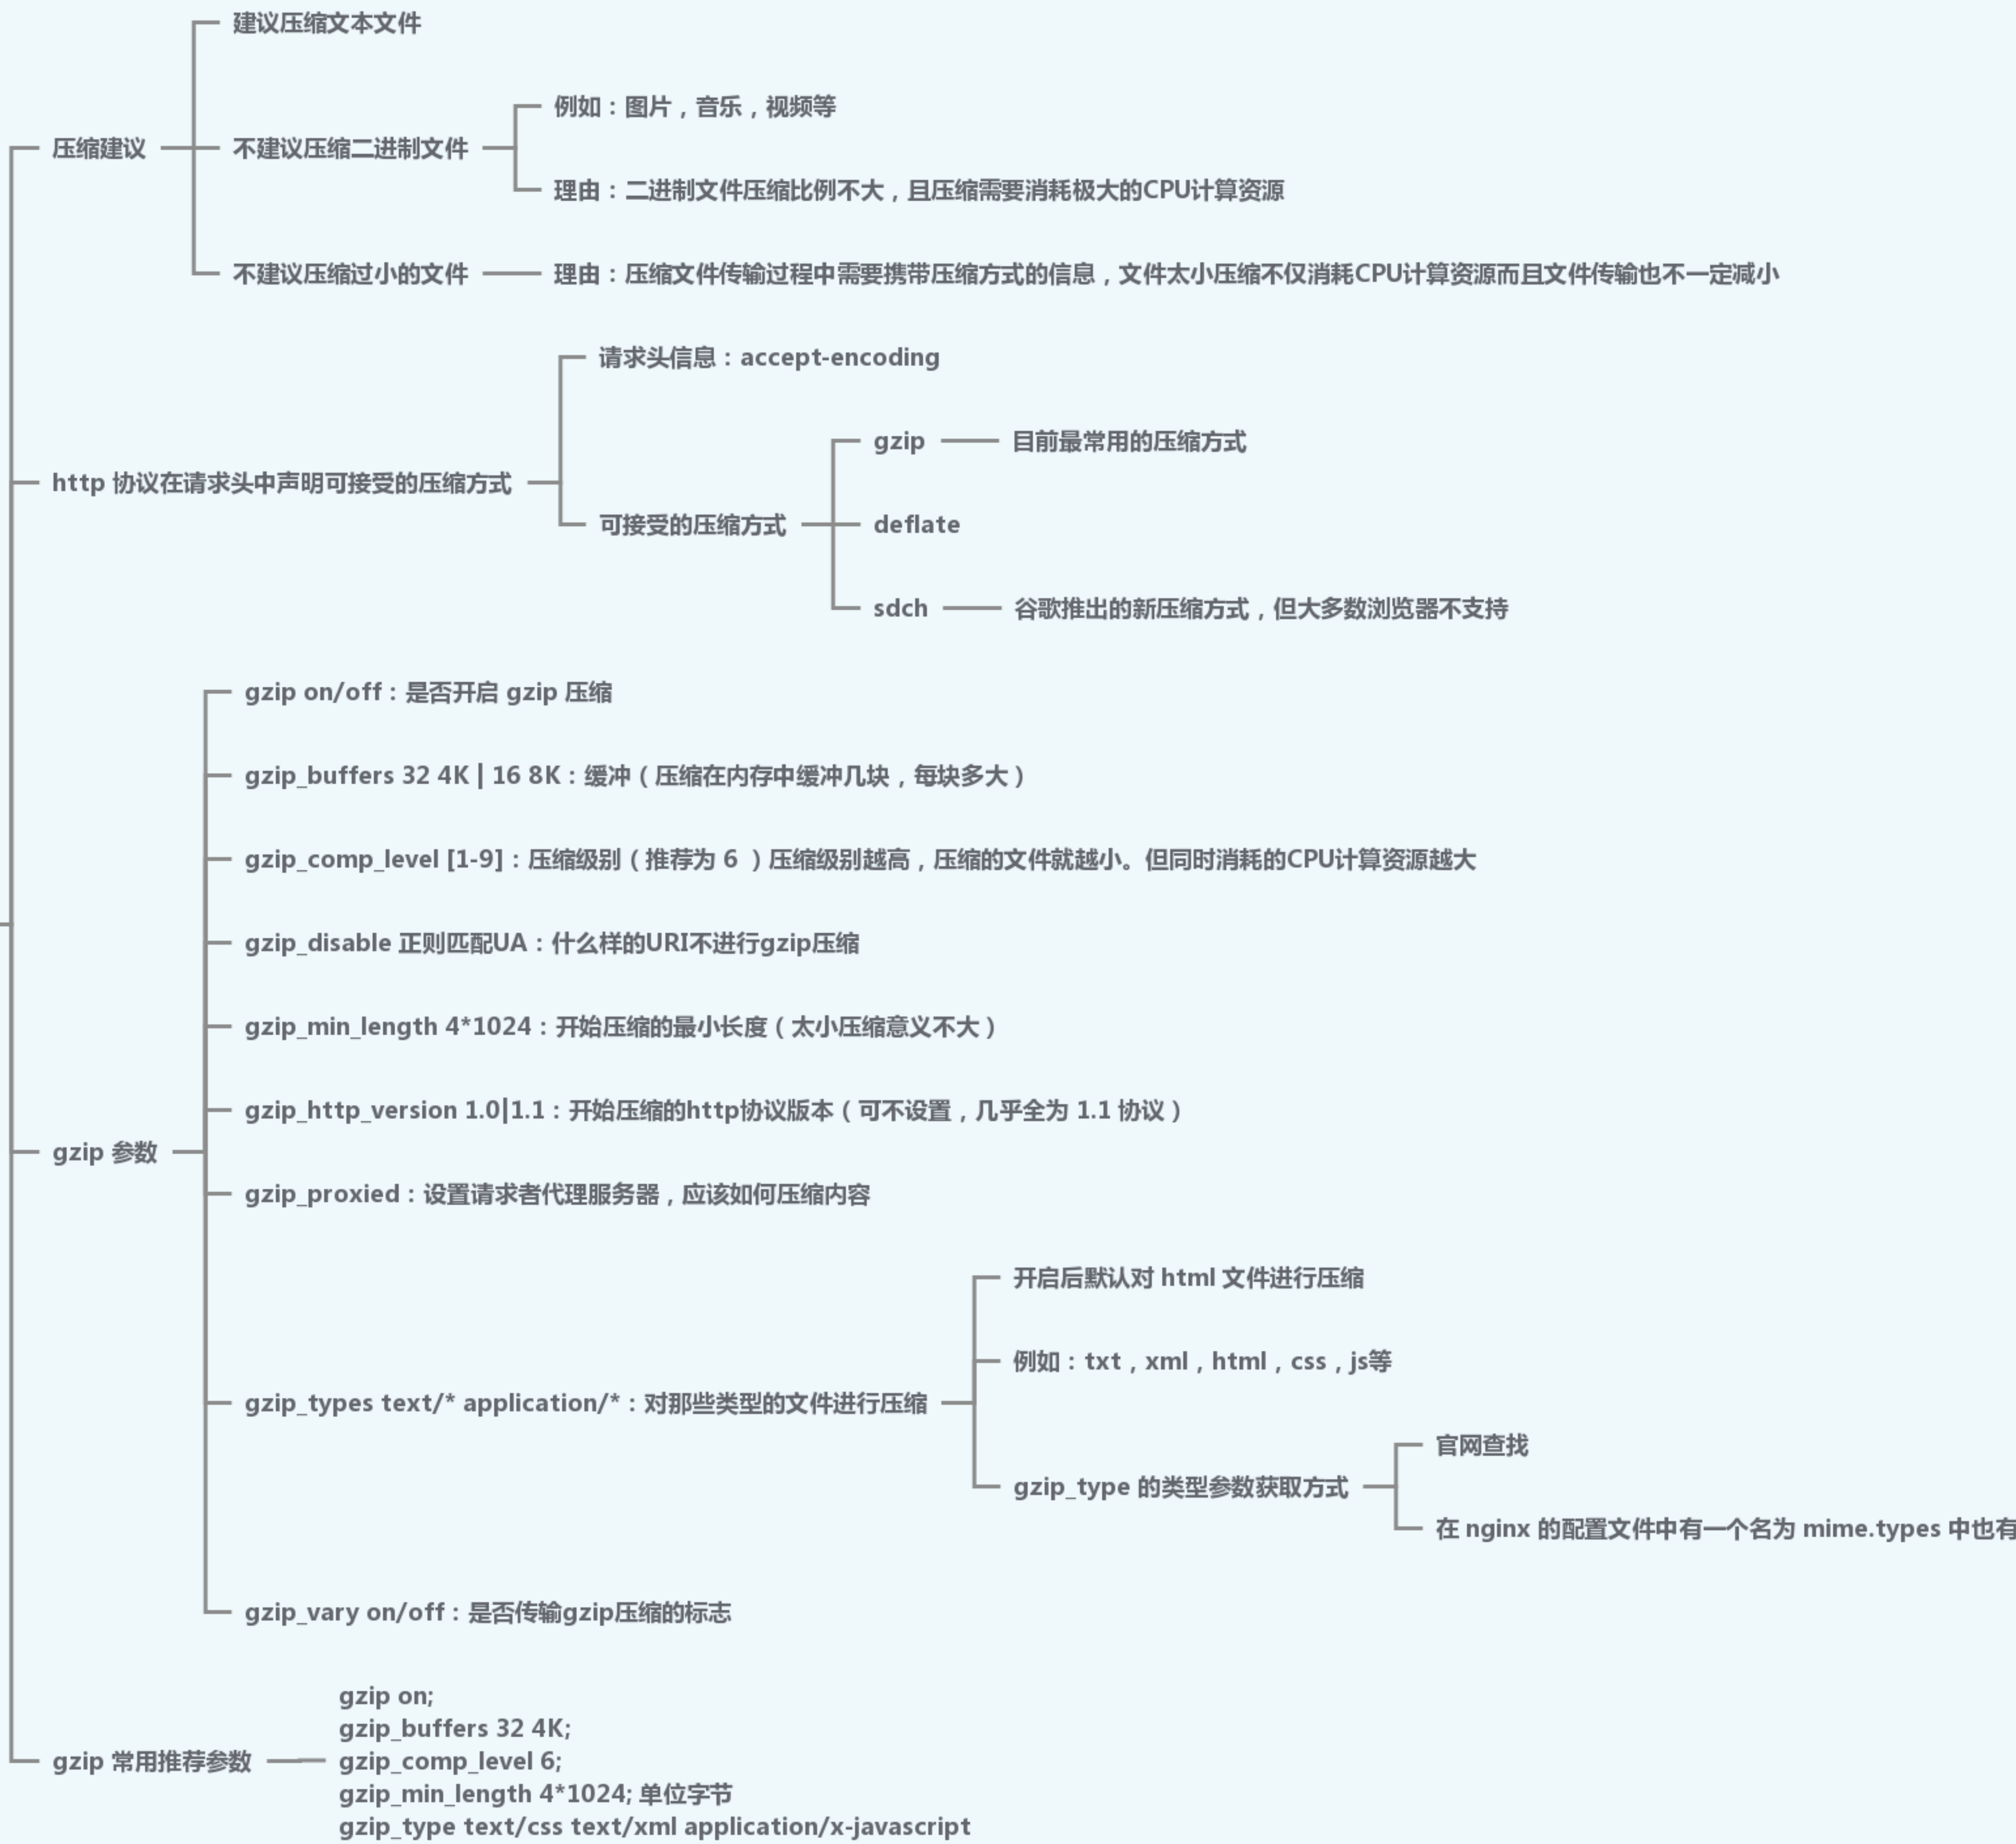 建议压缩文本文件
例如：图片，音乐，视频等
压缩建议
不建议压缩二进制文件
理由：二进制文件压缩比例不大，且压缩需要消耗极大的CPU计算资源
不建议压缩过小的文件
理由：压缩文件传输过程中需要携带压缩方式的信息，文件太小压缩不仅消耗CPU计算资源而且文件传输也不一定减小
请求头信息：accept-encoding
gzip
目前最常用的压缩方式
http 协议在请求头中声明可接受的压缩方式
可接受的压缩方式
deflate
sdch
谷歌推出的新压缩方式，但大多数浏览器不支持
gzip on/off：是否开启 gzip 压缩
gzip_buffers 32 4K | 16 8K：缓冲（压缩在内存中缓冲几块，每块多大）
gzip_comp_level [1-9]：压缩级别（推荐为 6 ）压缩级别越高，压缩的文件就越小。但同时消耗的CPU计算资源越大
gzip_disable 正则匹配UA：什么样的URI不进行gzip压缩
gzip_min_length 4*1024：开始压缩的最小长度（太小压缩意义不大）
gzip_http_version 1.0|1.1：开始压缩的http协议版本（可不设置，几乎全为 1.1 协议）
gzip 参数
gzip_proxied：设置请求者代理服务器，应该如何压缩内容
开启后默认对 html 文件进行压缩
例如：txt，xml，html，css，js等
gzip_types text/* application/*：对那些类型的文件进行压缩
官网查找
gzip_type 的类型参数获取方式
在 nginx 的配置文件中有一个名为 mime.types 中也有
gzip_vary on/off：是否传输gzip压缩的标志
gzip on;
gzip_buffers 32 4K;
gzip 常用推荐参数
gzip_comp_level 6;
gzip_min_length 4*1024; 单位字节
gzip_type text/css text/xml application/x-javascript